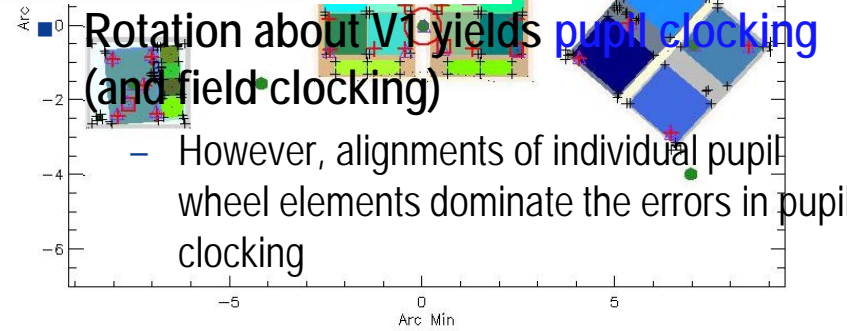 Arc
0
Rotation about V1 yields pupil clocking
(and field clocking)
−2
– However, alignments of individual pupil
−4
wheel elements dominate the errors in pupil
clocking
−6
−5 0 5
Arc Min